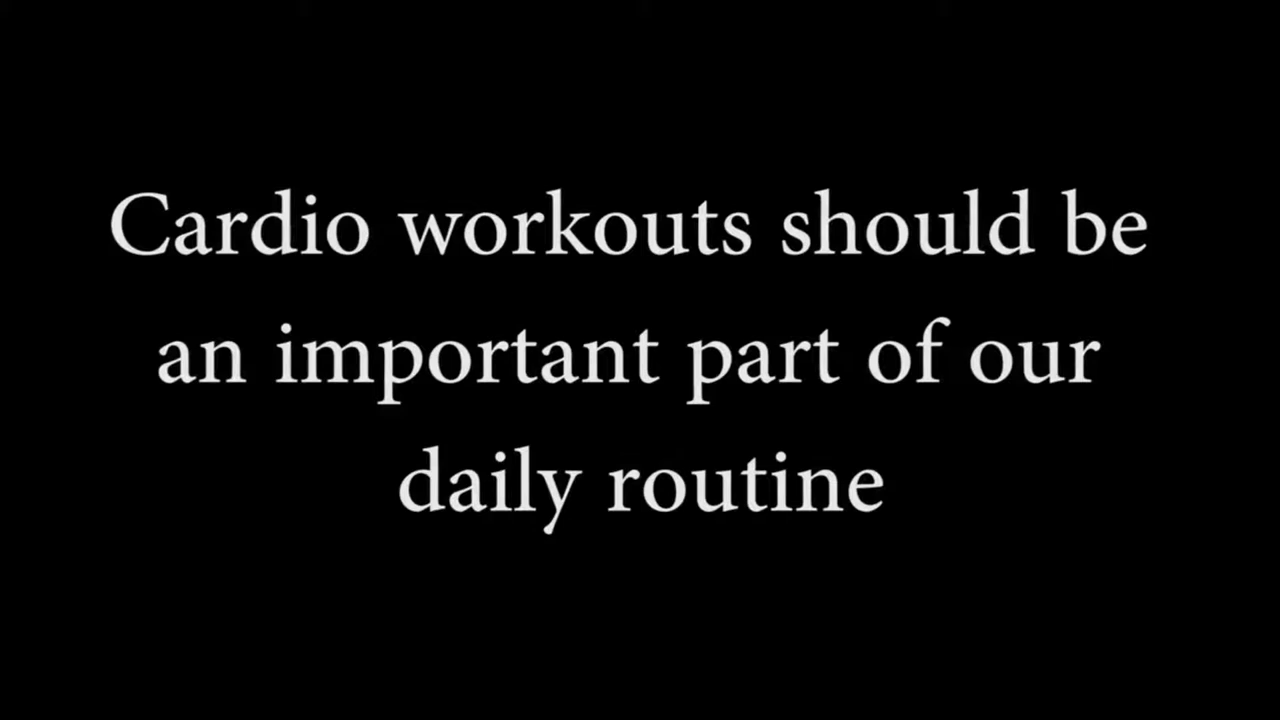 Cardio workouts should be
an important part of our
daily routine